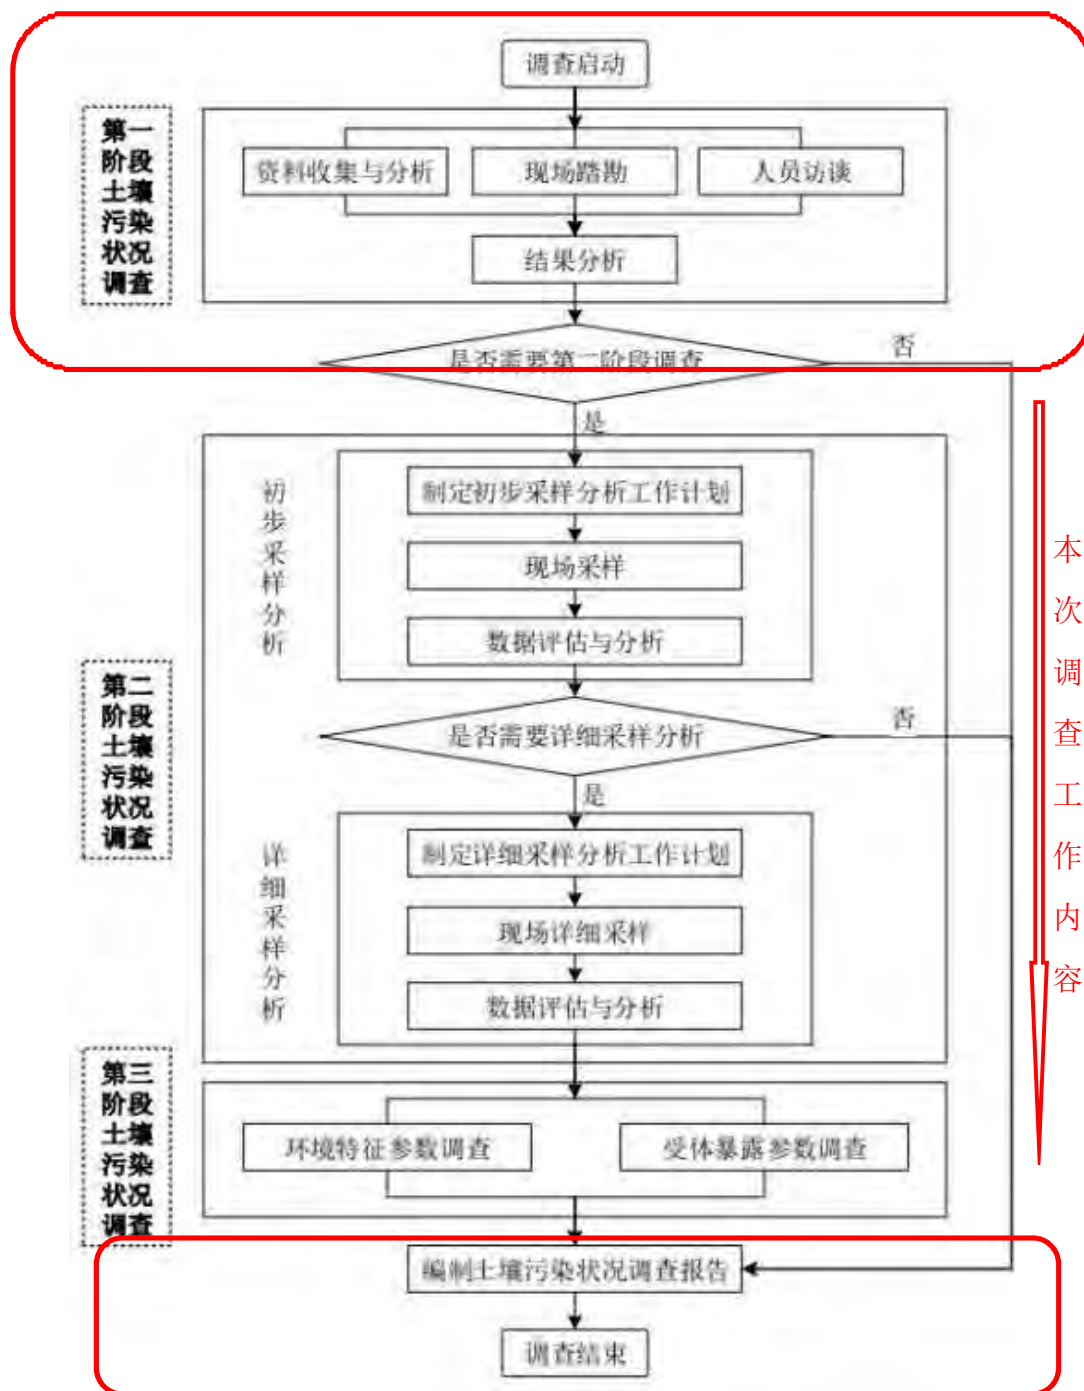 调查启动
第一
阶段
土壤
污染
状况
调查
资料收集与分析
现场踏勘
人员访谈
结果分析
是否需要第二阶段调查
否
是
初步采样分析
制定初步采样分析工作计划
现场采样
数据评估与分析
第二
阶段
土壤
污染
状况
调查
是否需要详细采样分析
否
是
详细采样分析
制定详细采样分析工作计划
现场详细采样
数据评估与分析
本次调查工作内容
第三
阶段
土壤
污染
状况
调查
环境特征参数调查
受体暴露参数调查
编制土壤污染状况调查报告
调查结束